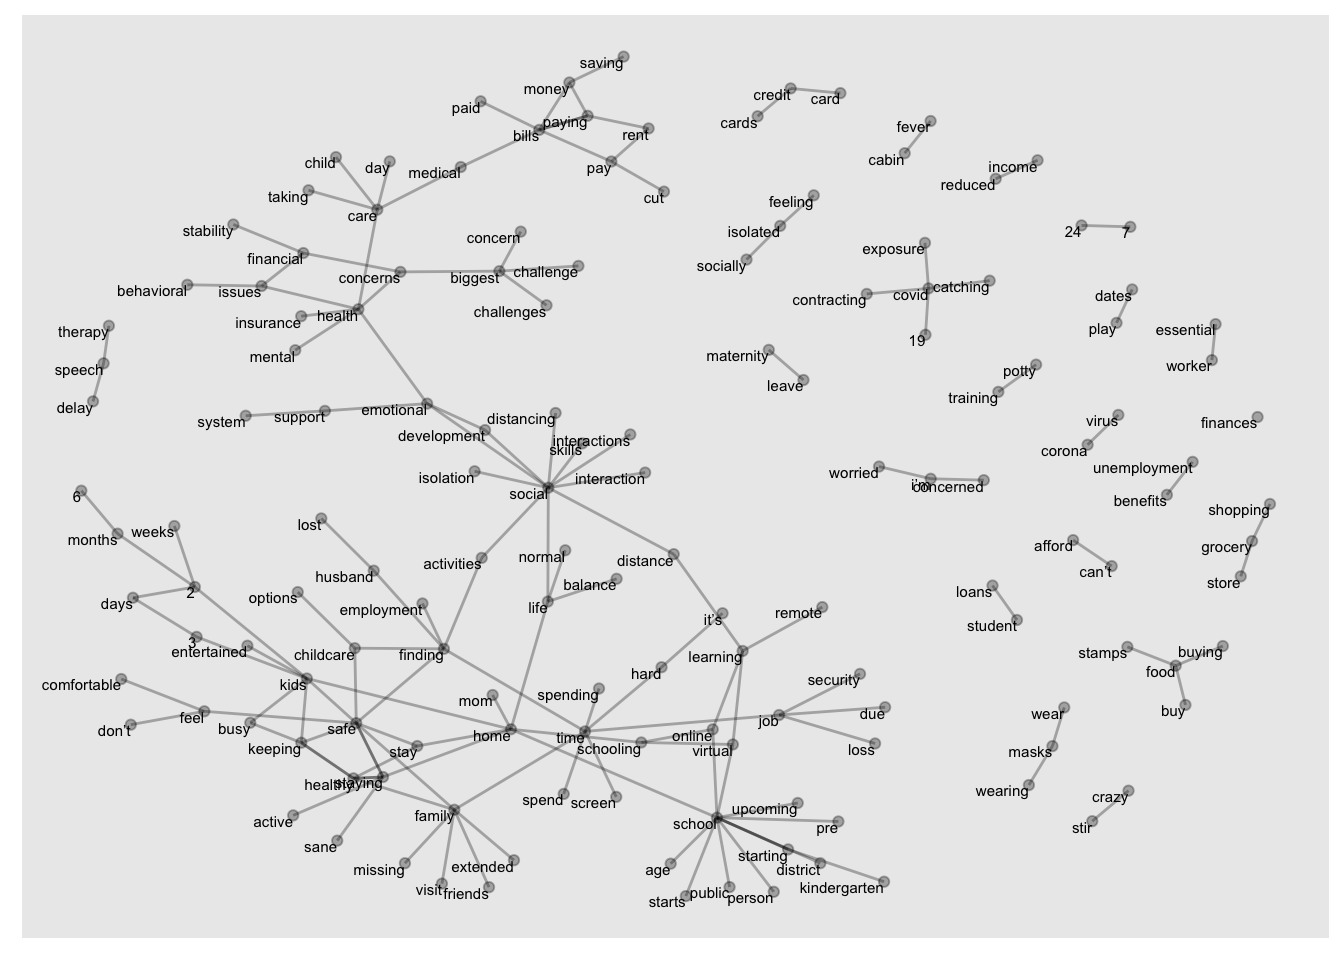 saving
money
credit
card
paid
paying
cards
bills
rent
fever
cabin
child
day
medical
pay
income
reduced
taking
cut
care
feeling
stability
concern
isolated
24
7
financial
exposure
socially
concerns
biggest
challenge
behavioral
issues
catching
contracting
covid
dates
challenges
insurance
health
play
essential
therapy
19
mental
maternity
worker
speech
potty
leave
training
delay
emotional
distancing
system
support
virus
finances
development
interactions
skills
corona
isolation
interaction
worried
unemployment
i'm
concerned
social
6
benefits
shopping
lost
weeks
months
afford
grocery
normal
distance
activities
can't
husband
balance
store
2
loans
options
days
employment
life
remote
it's
student
3
entertained
childcare
finding
learning
stamps
buying
hard
food
comfortable
kids
security
mom
spending
don't
feel
busy
safe
job
due
wear
buy
home
time
online
keeping
stay
schooling
virtual
loss
masks
healthy
staying
wearing
crazy
spend
screen
active
family
upcoming
school
pre
stir
sane
starting
missing
extended
age
district
visit
friends
kindergarten
starts
public
person